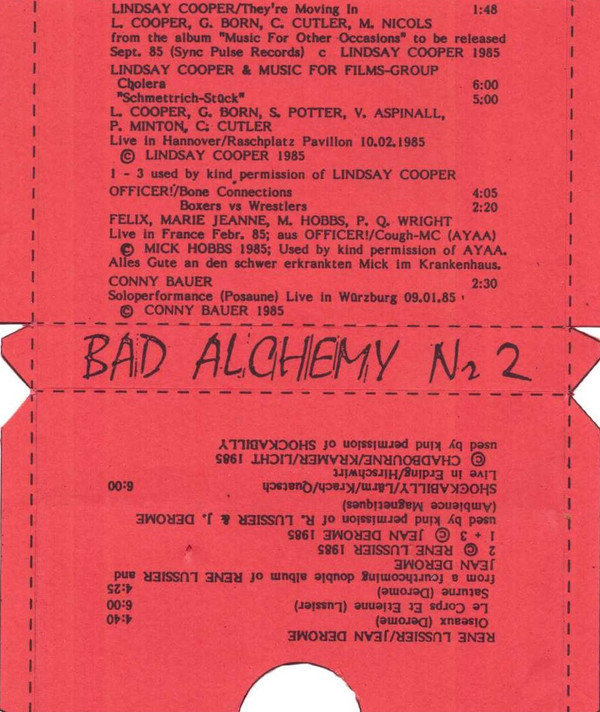 LINDSAY COOPER/They're Moving In 1:48
L. COOPER, G. BORN, C. CUTLER, M. NICOLS
from the album "Music For Other Occasions" to be released
Sept. 85 (Sync Pulse Records) c LINDSAY COOPER 1985
LINDSAY COOPER & MUSIC FOR FILMS-GROUP
Cholera 6:00
"Schmettrich-Stück" 5;00
L. COOPER, G. BORN, S. POTTER, V. ASPINALL,
P. MINTON, C: CUTLER
Live in Hannover/Raschplatz Pavillon 10.02.1985
© LINDSAY COOPER 1985
1 - 3 used by kind permission of LINDSAY COOPER
OFFICER!/Bone Connections 4:05
Boxers vs Wrestlers 2:20
FELIX, MARIE JEANNE, M. HOBBS, P. Q. WRIGHT
Live in France Febr. 85; aus OFFICER!/Cough-MC (AYAA)
© MICK HOBBS 1985; Used by kind permission of AYAA.
Alles Gute an den schwer erkrankten Mick im Krankenhaus.
CONNY BAUER 2:30
Soloperformance (Posaune) Live in Würzburg 09.01.85
© CONNY BAUER 1985
BAD ALCHEMY No 2
RENE LUSSIER/JEAN DEROME
Oiseaux (Derome) 4:40
Le Corps Et Etienne (Lussier) 6:00
Saturne (Derome) 4:25
from a fourthcoming double album of RENE LUSSIER and
JEAN DEROME
2 © RENE LUSSIER 1985
1 + 3 © JEAN DEROME 1985
used by kind permission of R. LUSSIER & J. DEROME
(Ambience Magnetiques)
SHOCKABILLY/Lärm/Krach/Quatsch 6:00
Live in Erding/Hirschwirt
© CHADBOURNE/KRAMER/LICHT 1985
used by kind permission of SHOCKABILLY